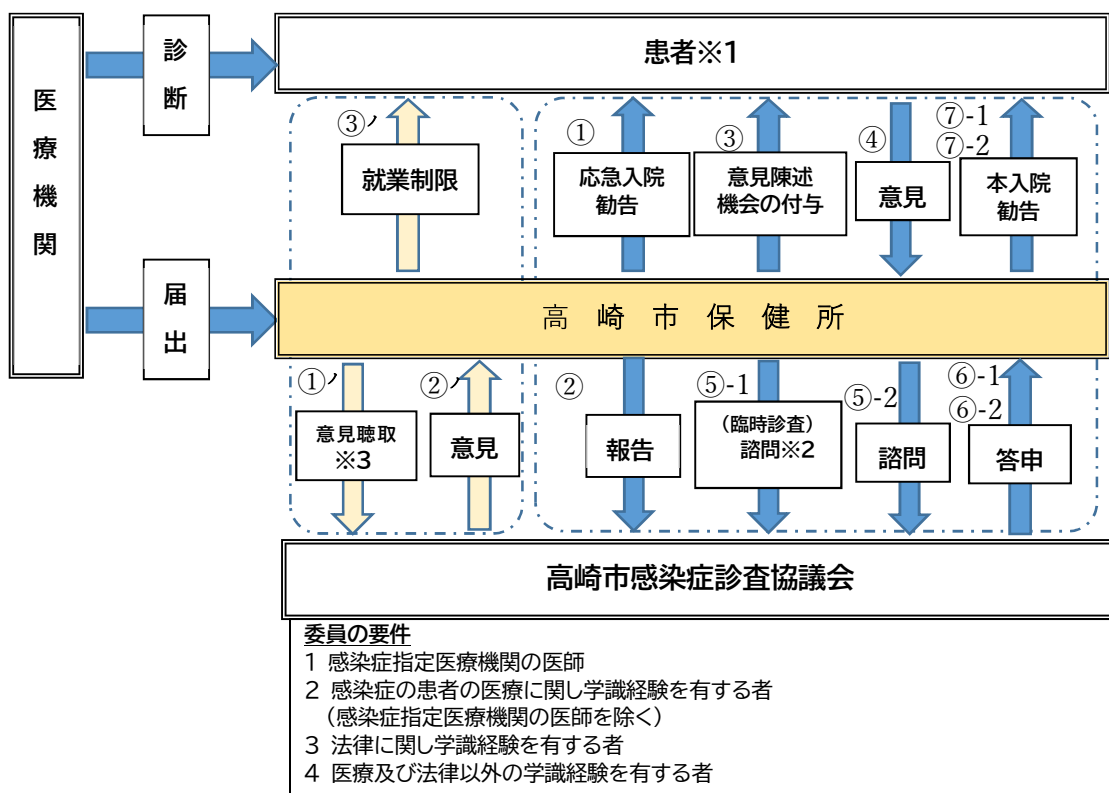 医療機関
診断
届出
患者※1
③ノ
就業制限
①
応急入院
勧告
③
意見陳述
機会の付与
④
意見
⑦-1
⑦-2
本入院
勧告
高崎市保健所
①ノ
意見聴取
※3
②ノ
意見
②
報告
⑤-1
（臨時診査）
諮問※2
⑤-2
諮問
⑥-1
⑥-2
答申
高崎市感染症診査協議会
委員の要件
1 感染症指定医療機関の医師
2 感染症の患者の医療に関し学識経験を有する者
（感染症指定医療機関の医師を除く）
3 法律に関し学識経験を有する者
4 医療及び法律以外の学識経験を有する者